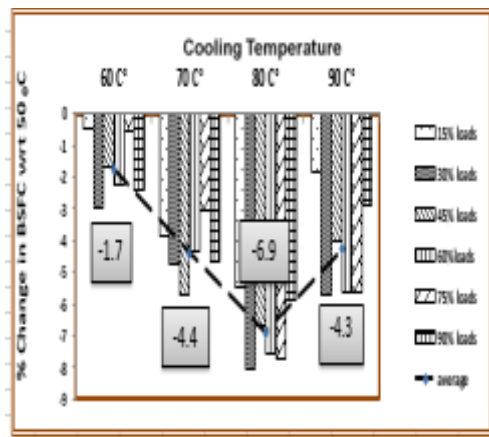 Cooling Temperature
60 C° 70 C° 80 C° 90 C°
% Change in BSFC wrt 50 ºC
0
-1
-2
-3
-4
-5
-6
-7
-8
-9
-1.7
-4.4
-6.9
-4.3
15% loads
30% loads
45% loads
60%loads
75% loads
90% loads
average